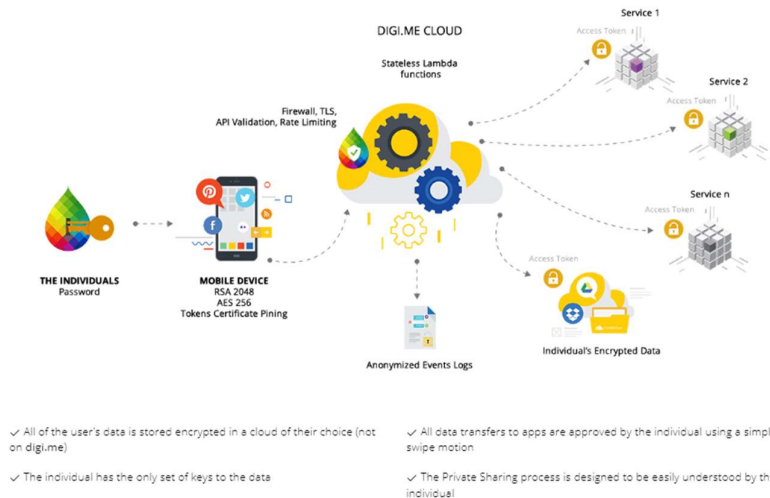 DIGI.ME CLOUD
Stateless Lambda
functions
Firewall, TLS,
API Validation, Rate Limiting
Service 1
Access Token
Service 2
Access Token
Service n
Access Token
Access Token
Individual's Encrypted Data
THE INDIVIDUALS
Password
MOBILE DEVICE
RSA 2048
AES 256
Tokens Certificate Pining
Anonymized Events Logs
✓ All of the user's data is stored encrypted in a cloud of their choice (not
on digi.me)
✓ The individual has the only set of keys to the data
✓ All data transfers to apps are approved by the individual using a simpl
swipe motion
✓ The Private Sharing process is designed to be easily understood by th
individual